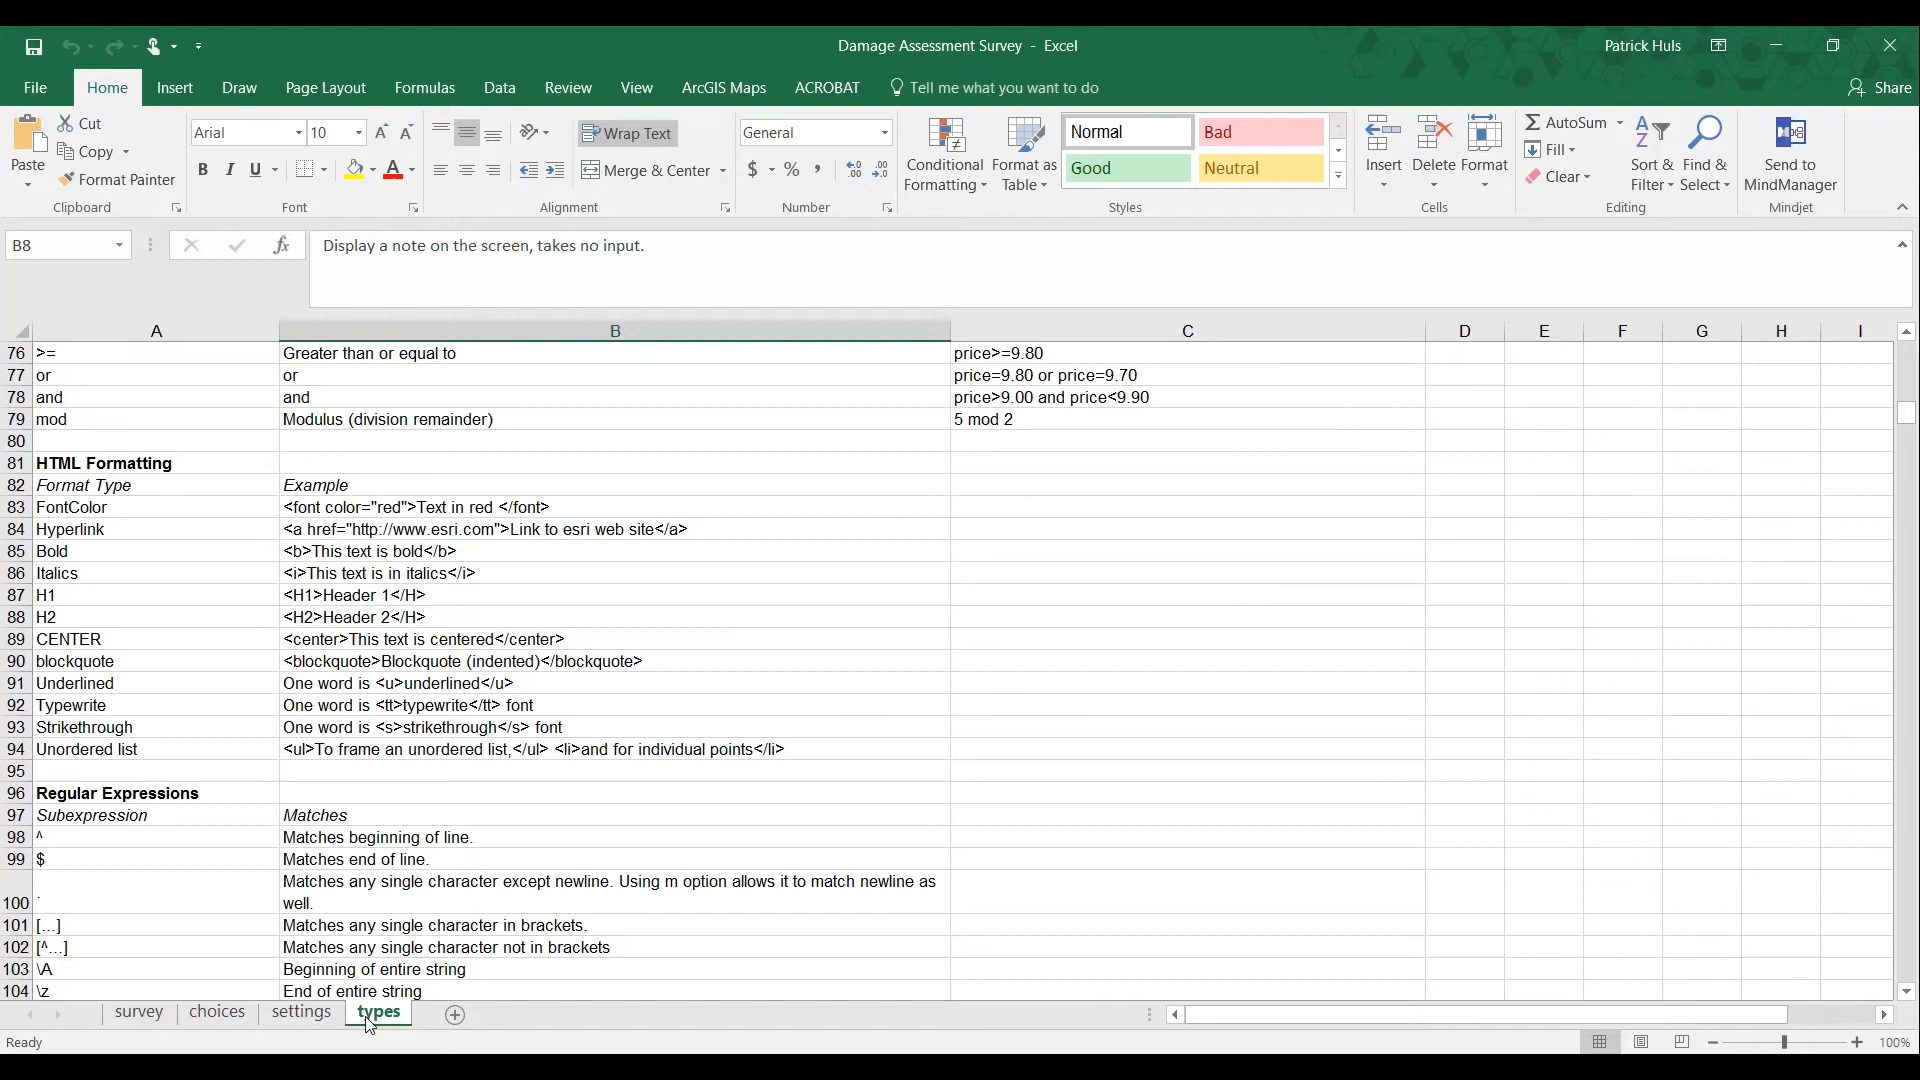 Damage Assessment Survey - Excel
Patrick Huls
File Home Insert Draw Page Layout Formulas Data Review View ArcGIS Maps ACROBAT Tell me what you want to do Share
Paste
Cut
Copy
Format Painter
Clipboard
Arial 10 A A
B I U A
Font
Wrap Text
Merge & Center
Alignment
General
$ % , .00 .00
Number
Conditional Formatting
Format as Table
Normal Bad
Good Neutral
Styles
Insert Delete Format
Cells
AutoSum
Fill
Clear
Sort & Filter
Find & Select
Editing
Send to MindManager
Mindjet
B8 fx Display a note on the screen, takes no input.
A B C D E F G H I
76 >= Greater than or equal to price>=9.80
77 or or price=9.80 or price=9.70
78 and and price>9.00 and price<9.90
79 mod Modulus (division remainder) 5 mod 2
80
81 HTML Formatting
82 Format Type Example
83 FontColor <font color="red">Text in red </font>
84 Hyperlink <a href="http://www.esri.com">Link to esri web site</a>
85 Bold <b>This text is bold</b>
86 Italics <i>This text is in italics</i>
87 H1 <H1>Header 1</H>
88 H2 <H2>Header 2</H>
89 CENTER <center>This text is centered</center>
90 blockquote <blockquote>Blockquote (indented)</blockquote>
91 Underlined One word is <u>underlined</u>
92 Typewrite One word is <tt>typewrite</tt> font
93 Strikethrough One word is <s>strikethrough</s> font
94 Unordered list <ul>To frame an unordered list,</ul> <li>and for individual points</li>
95
96 Regular Expressions
97 Subexpression Matches
98 ^ Matches beginning of line.
99 $ Matches end of line.
Matches any single character except newline. Using m option allows it to match newline as
100 . well.
101 [...] Matches any single character in brackets.
102 [^...] Matches any single character not in brackets
103 \A Beginning of entire string
104 \z End of entire string
survey choices settings types
Ready
100%